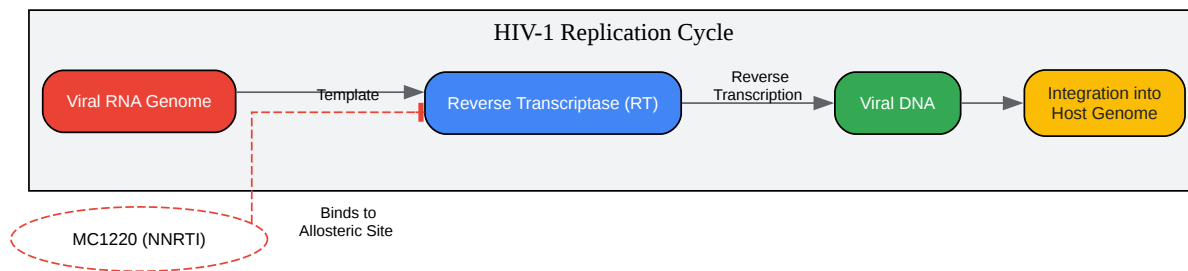 HIV-1 Replication Cycle
Viral RNA Genome
Template
Reverse Transcriptase (RT)
Reverse
Transcription
Viral DNA
Integration into
Host Genome
Binds to
Allosteric Site
MC1220 (NNRTI)